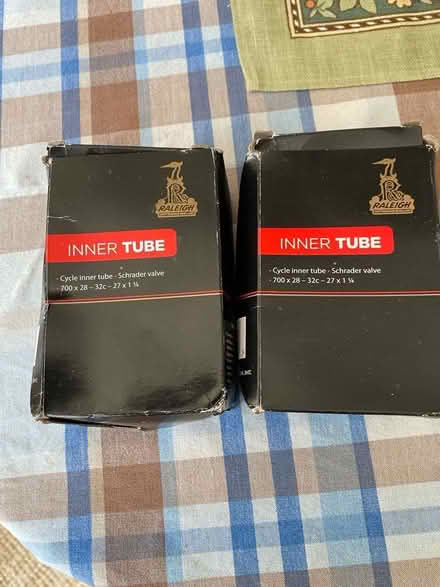 RALEIGH
INNER TUBE
- Cycle inner tube - Schrader valve
- 700 x 28 – 32c – 27 x 1 ¼
RALEIGH
INNER TUBE
- Cycle inner tube - Schrader valve
- 700 x 28 – 32c – 27 x 1 ¼